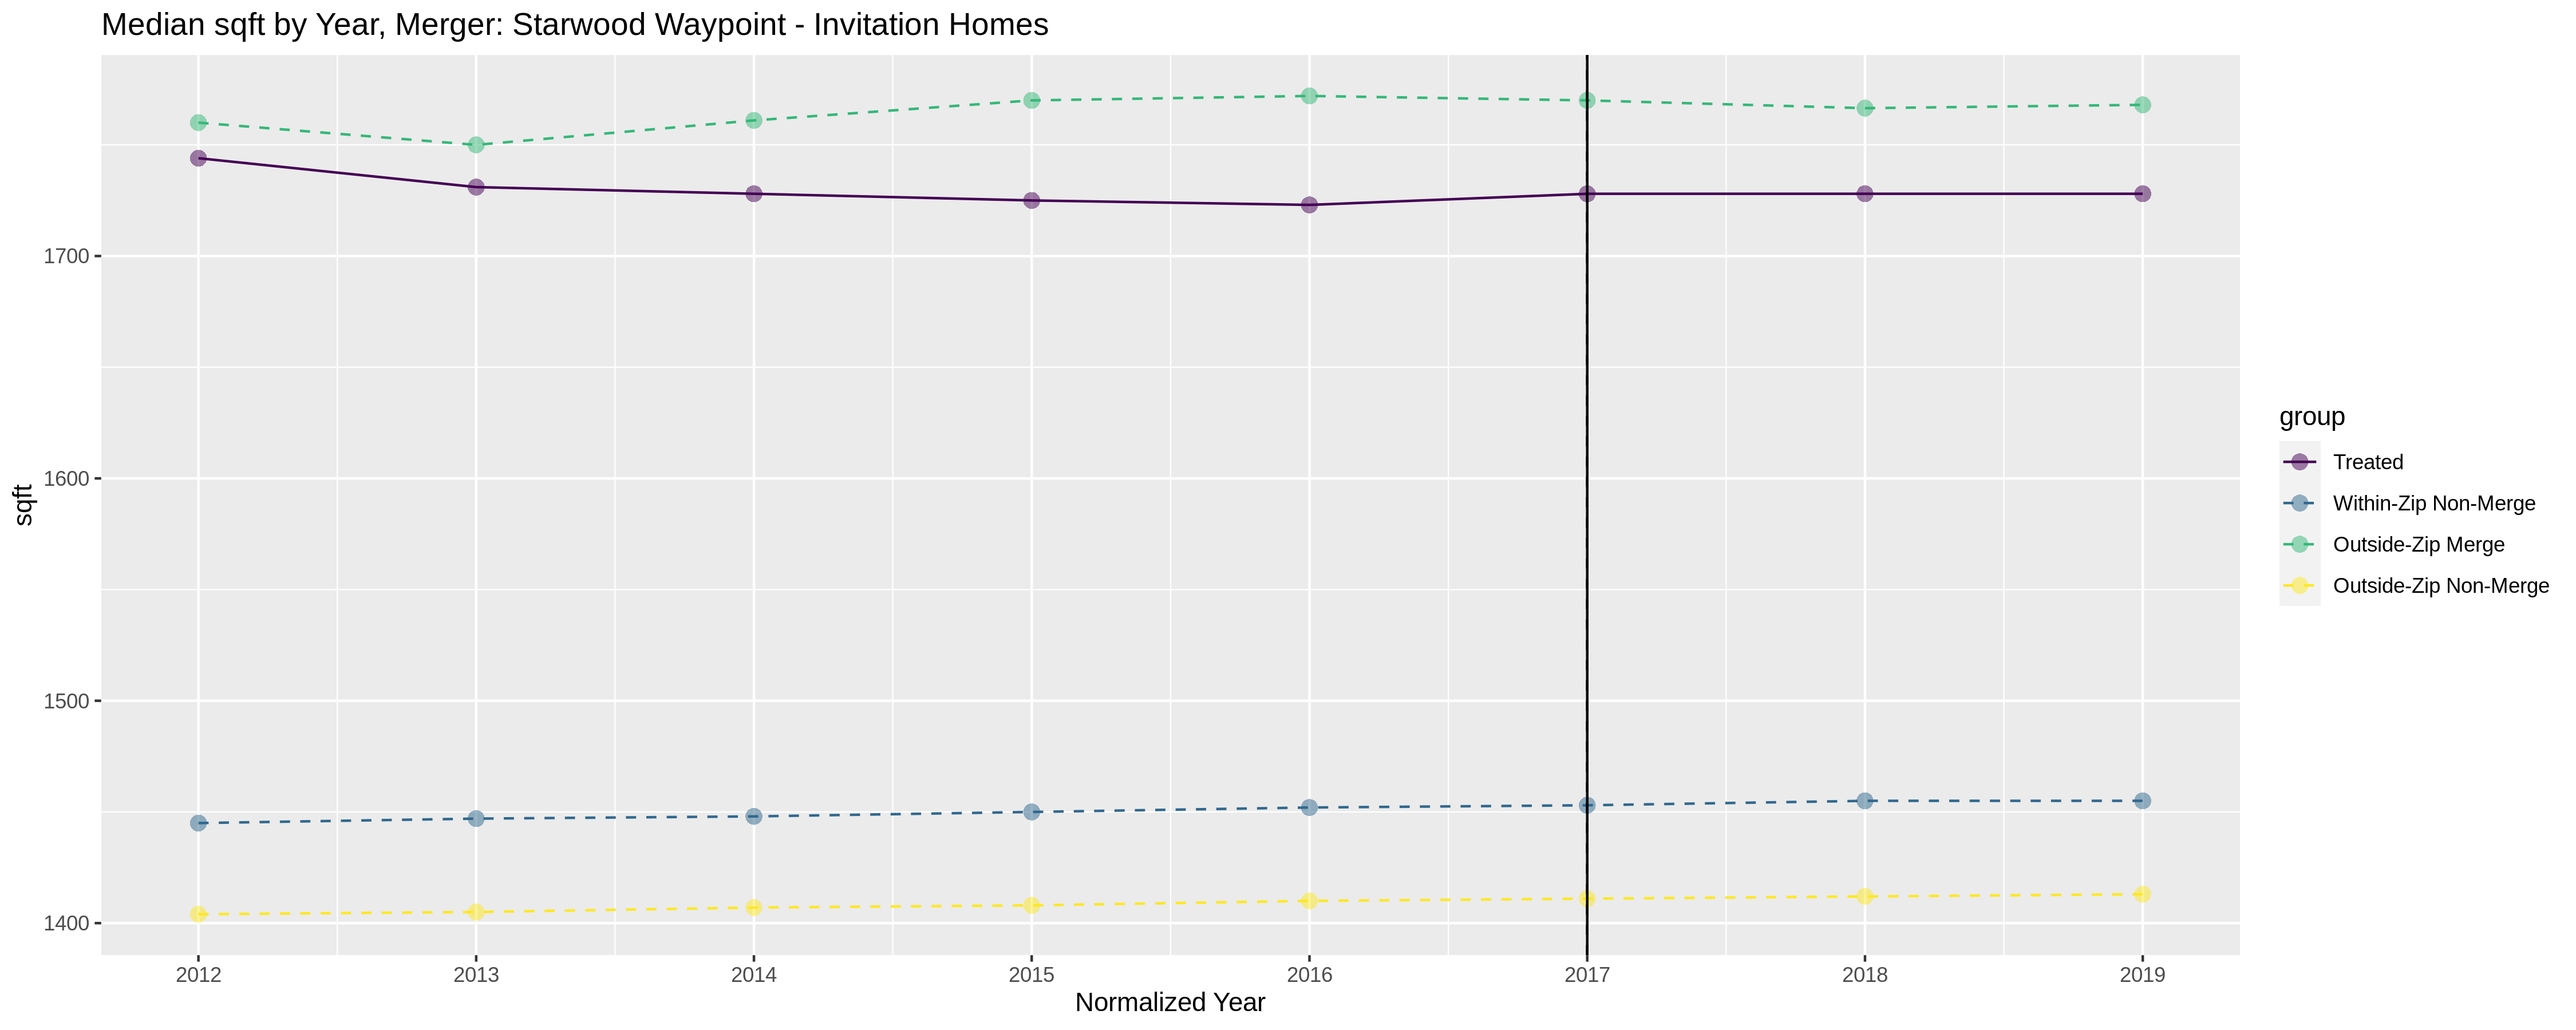 Median sqft by Year, Merger: Starwood Waypoint - Invitation Homes
sqft
1700
1600
1500
1400
2012 2013 2014 2015 2016 2017 2018 2019
Normalized Year
group
Treated
Within-Zip Non-Merge
Outside-Zip Merge
Outside-Zip Non-Merge